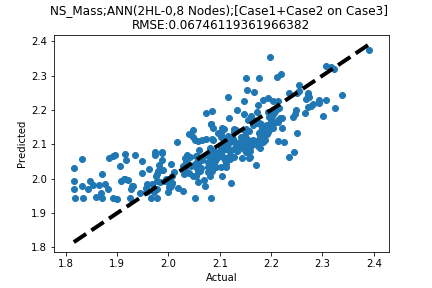 NS_Mass;ANN(2HL-0,8 Nodes);[Case1+Case2 on Case3]
RMSE:0.06746119361966382
2.4
2.3
2.2
2.1
2.0
1.9
1.8
Predicted
1.8 1.9 2.0 2.1 2.2 2.3 2.4
Actual